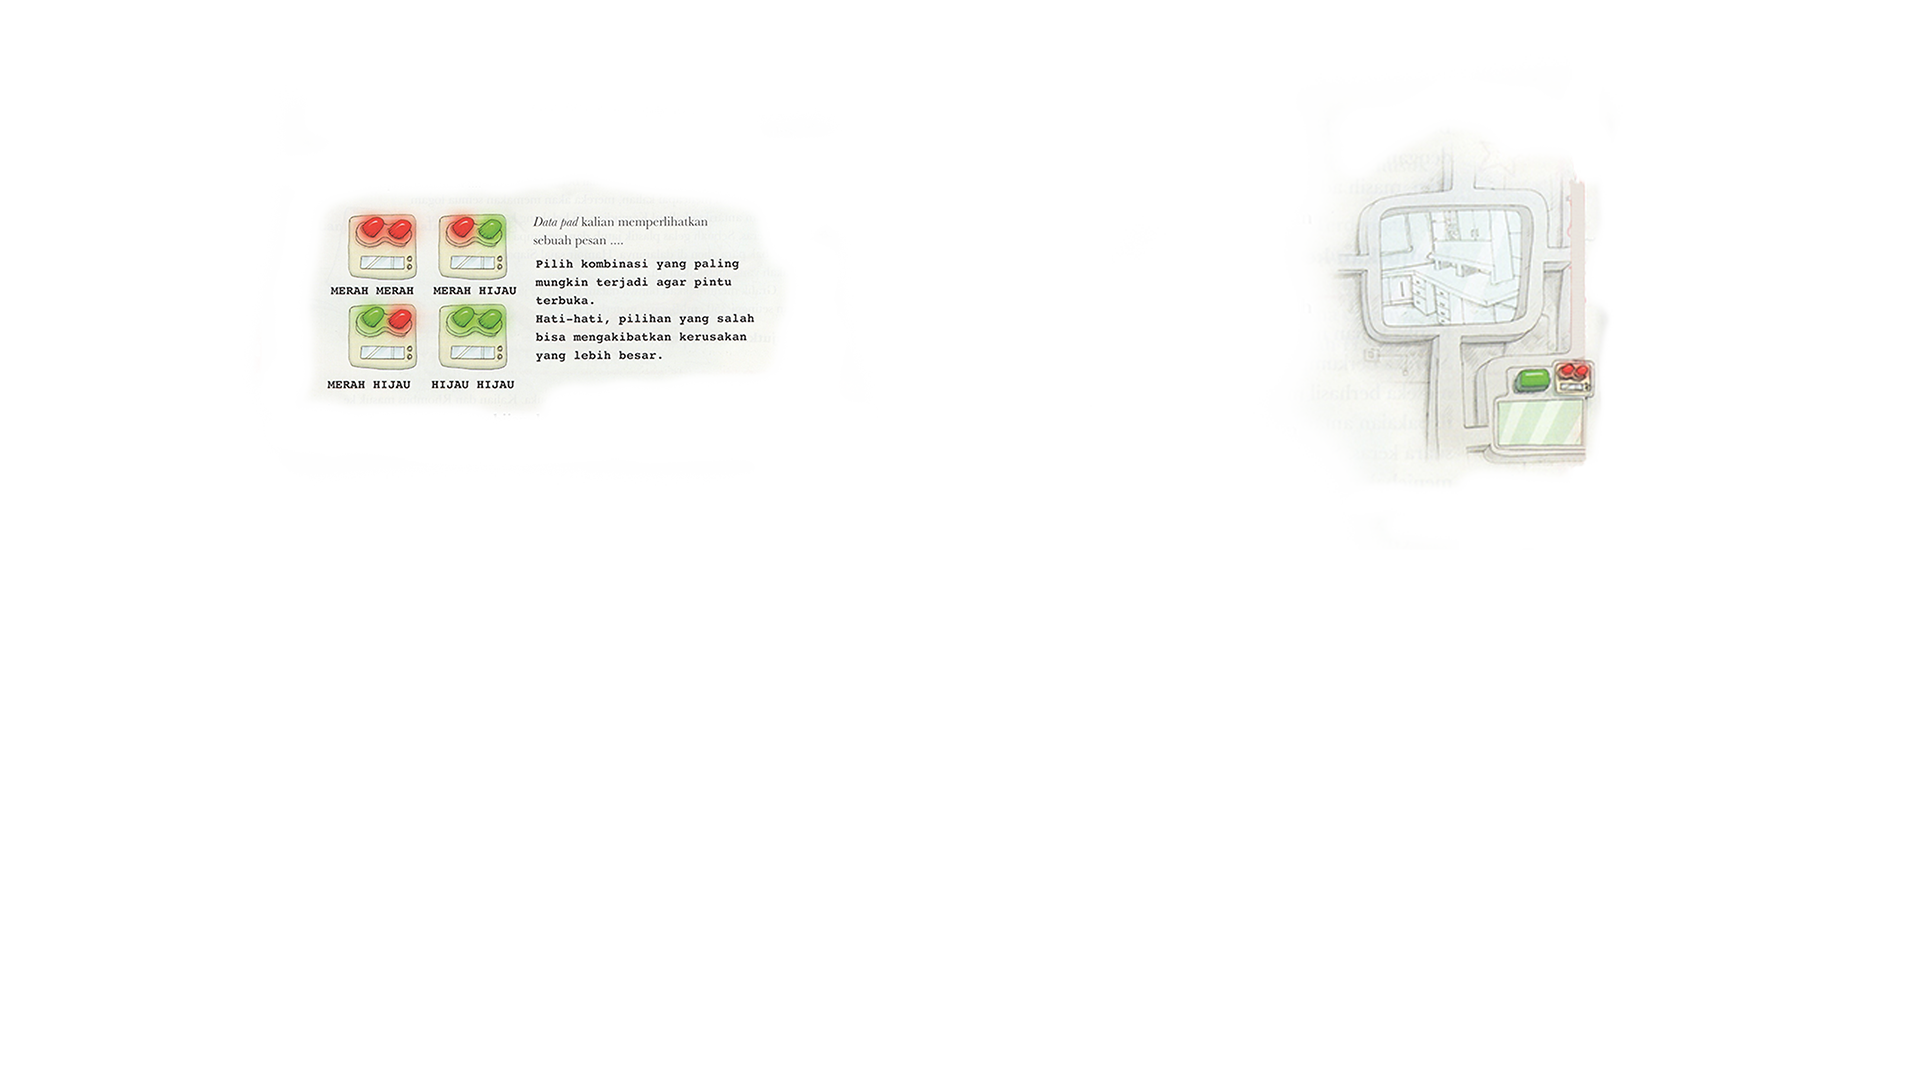 Data pad kalian memperlihatkan
sebuah pesan ....
Pilih kombinasi yang paling
mungkin terjadi agar pintu
terbuka.
Hati-hati, pilihan yang salah
bisa mengakibatkan kerusakan
yang lebih besar.
MERAH MERAH
MERAH HIJAU
MERAH HIJAU
HIJAU HIJAU